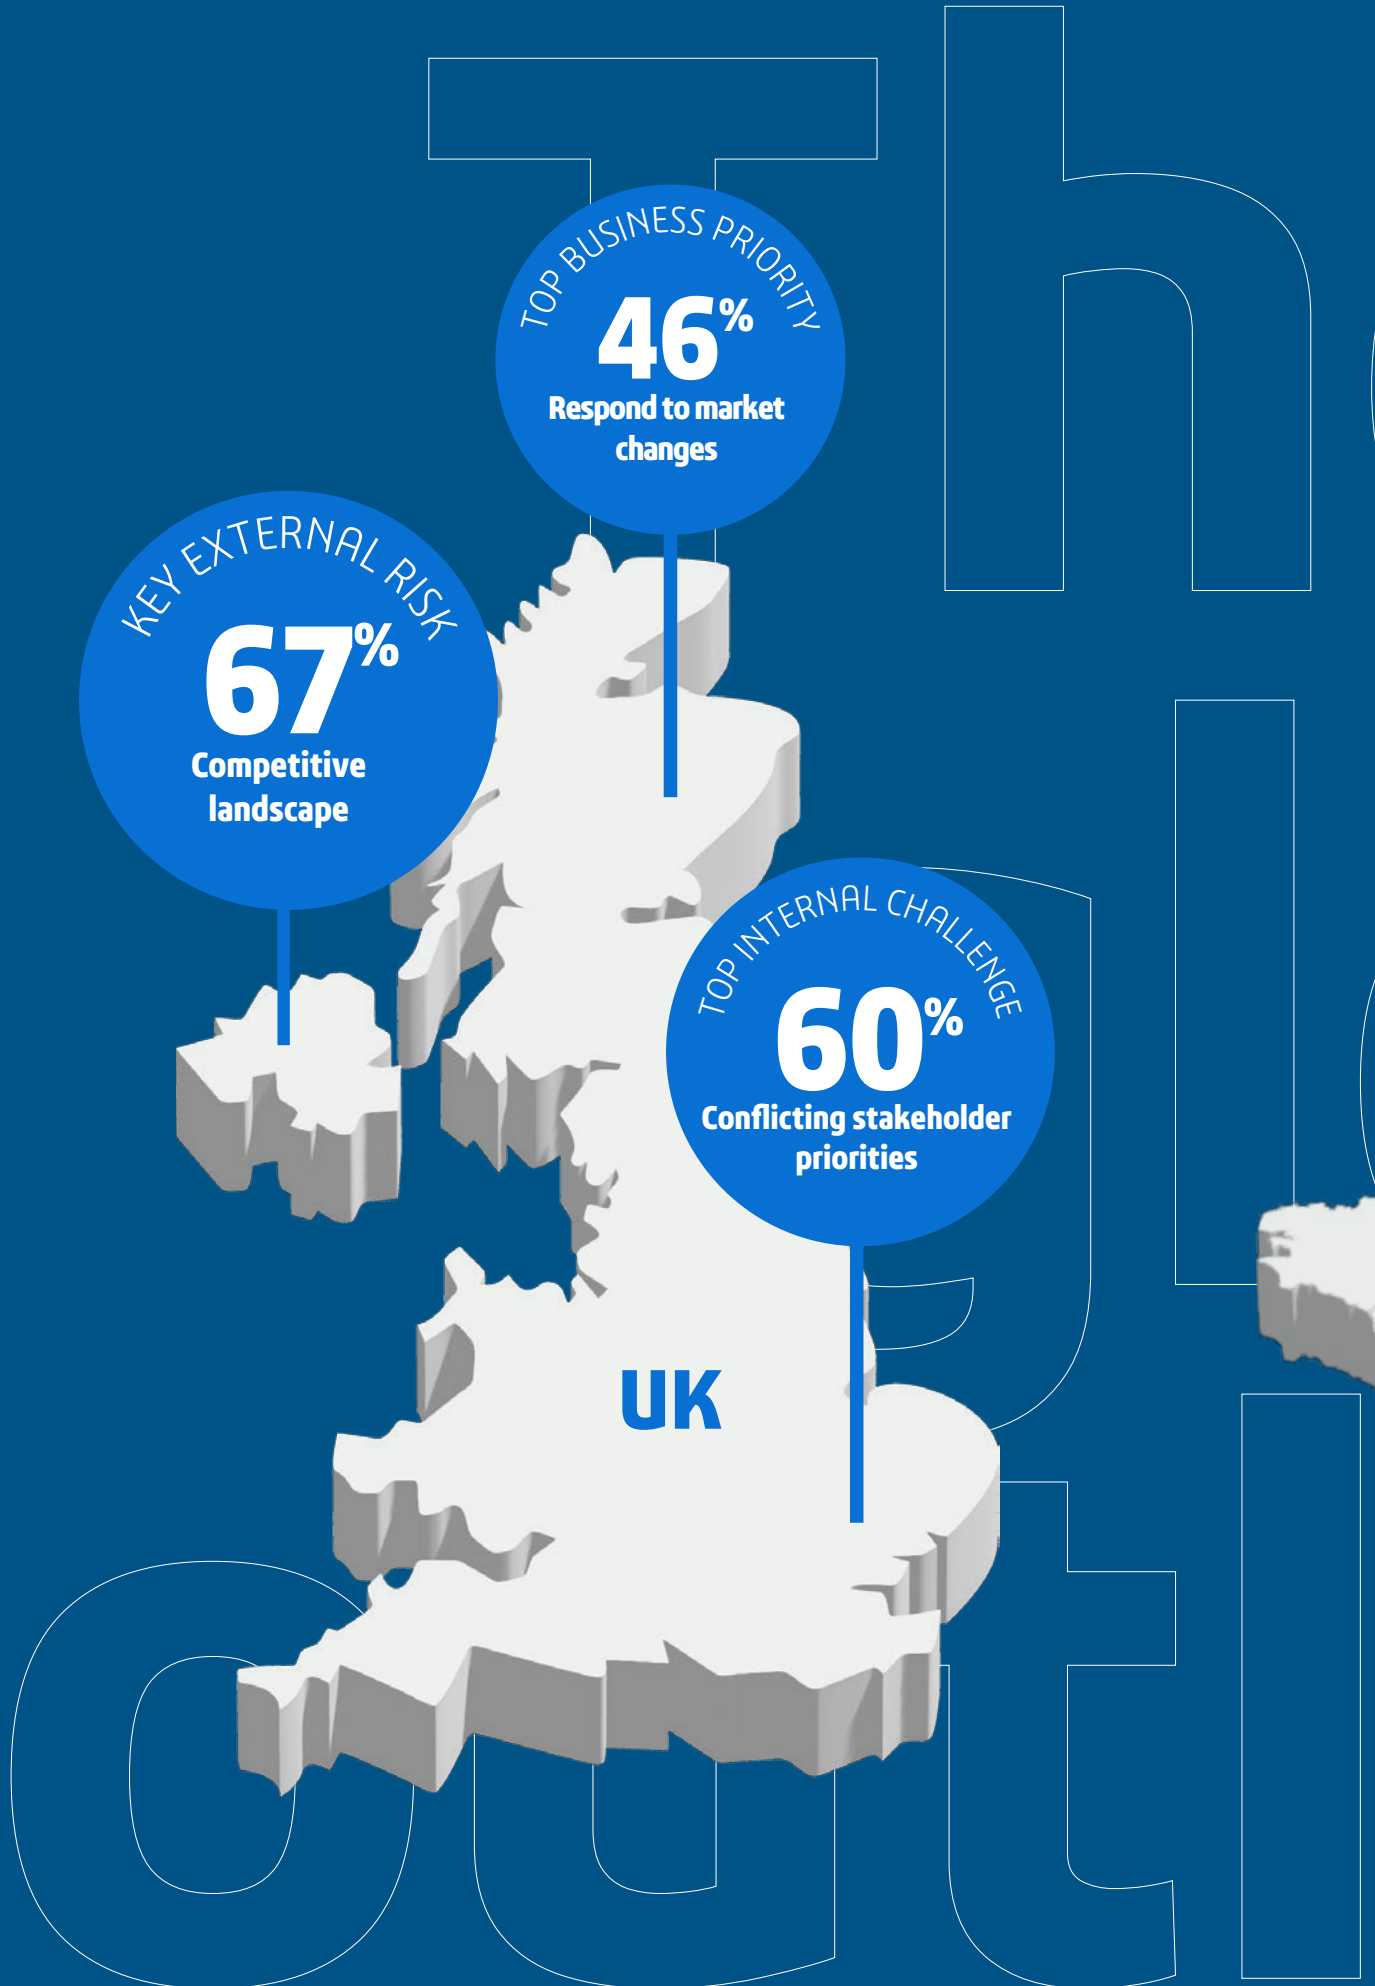 Th
TOP BUSINESS PRIORITY
46%
Respond to market
changes
KEY EXTERNAL RISK
67%
Competitive
landscape
TOP INTERNAL CHALLENGE
60%
Conflicting stakeholder
priorities
UK